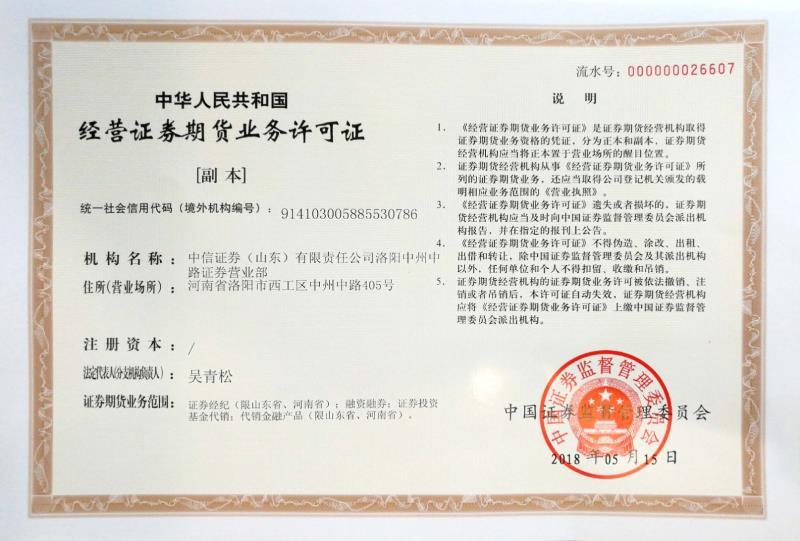 流水号：000000026607
中华人民共和国
经营证券期货业务许可证
[副本]
统一社会信用代码（境外机构编号）：914103005885530786
机构名称：中信证券（山东）有限责任公司洛阳中州中
路证券营业部
住所(营业场所)：河南省洛阳市西工区中州中路405号
注册资本：/
法定代表人(分支机构负责人)：吴青松
证券期货业务范围：证券经纪（限山东省、河南省）；融资融券；证券投资
基金代销；代销金融产品（限山东省、河南省）。
说 明
1. 《经营证券期货业务许可证》是证券期货经营机构取得
证券期货业务资格的凭证，分为正本和副本，证券期货
经营机构应当将正本置于营业场所的醒目位置。
2. 证券期货经营机构从事《经营证券期货业务许可证》所
列的证券期货业务，还应当取得公司登记机关颁发的载
明相应业务范围的《营业执照》。
3. 《经营证券期货业务许可证》遗失或者损坏的，证券期
货经营机构应当及时向中国证券监督管理委员会派出机
构报告，并在指定的报刊上公告。
4. 《经营证券期货业务许可证》不得伪造、涂改、出租、
出借和转让，除中国证券监督管理委员会及其派出机构
以外，任何单位和个人不得扣留、收缴和吊销。
5. 证券期货经营机构的证券期货业务许可被依法撤销、注
销或者吊销后，本许可证自动失效，证券期货经营机构
应将《经营证券期货业务许可证》上缴中国证券监督管
理委员会派出机构。
中国证券监督管理委员会
中国证券监督管理委员会
2018 年 05 月 15 日